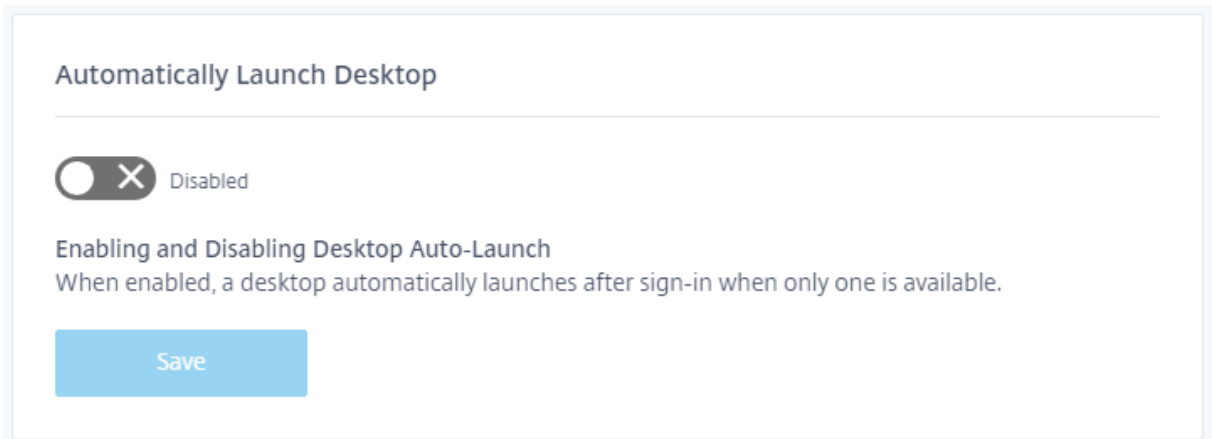 Automatically Launch Desktop
Disabled
Enabling and Disabling Desktop Auto-Launch
When enabled, a desktop automatically launches after sign-in when only one is available.
Save